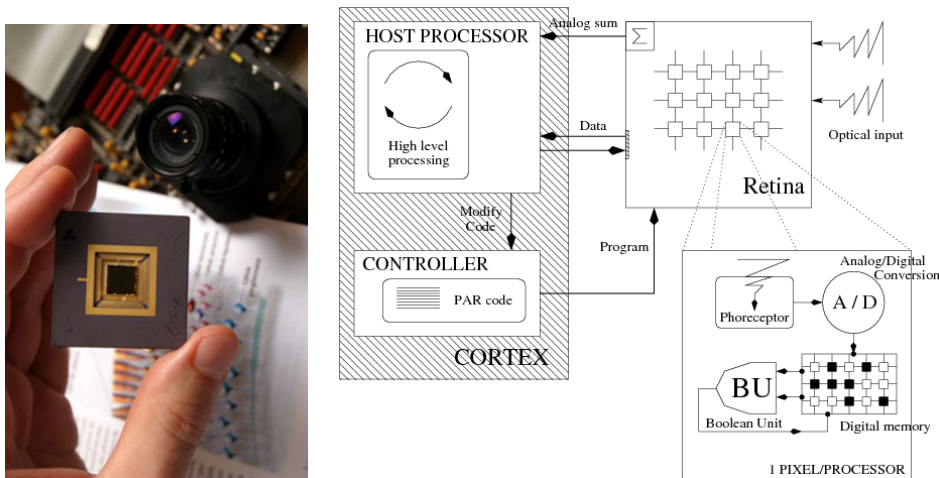 HOST PROCESSOR
High level
processing
Analog sum
Σ
Data
Retina
Optical input
Modify
Code
Program
CONTROLLER
PAR code
CORTEX
Analog/Digital
Conversion
Phoreceptor
A / D
BU
Boolean Unit
Digital memory
1 PIXEL/PROCESSOR